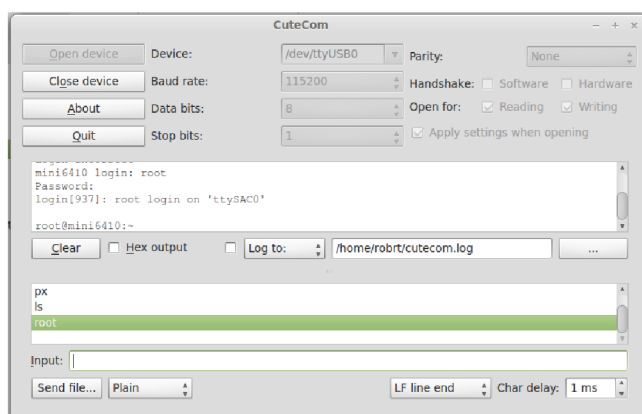 CuteCom
Open device Device: /dev/ttyUSB0 Parity: None
Close device Baud rate: 115200 Handshake: Software Hardware
About Data bits: 8 Open for: Reading Writing
Quit Stop bits: 1 Apply settings when opening
mini6410 login: root
Password:
login[937]: root login on 'ttySAC0'
root@mini6410:~
Clear Hex output Log to: /home/robrt/cutecom.log ...
px
ls
root
Input:
Send file... Plain LF line end Char delay: 1 ms